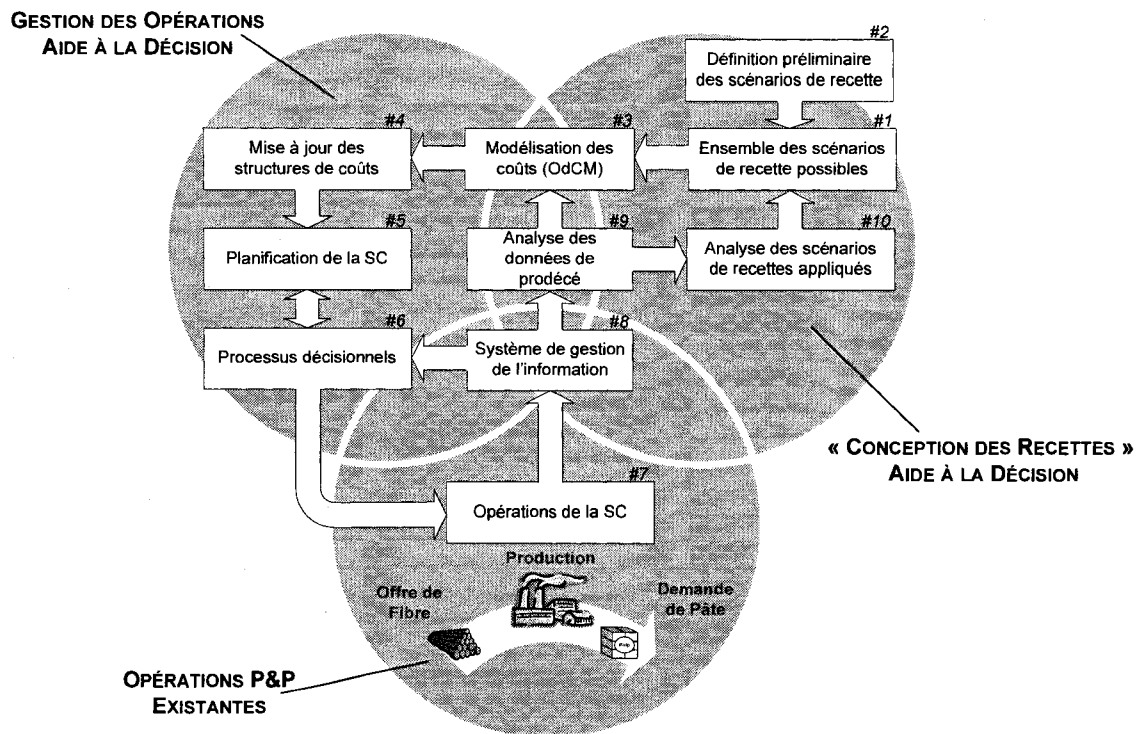 GESTION DES OPÉRATIONS
AIDE À LA DÉCISION
#2
Définition préliminaire
des scénarios de recette
#4
Mise à jour des
structures de coûts
#3
Modélisation des
coûts (OdCM)
#1
Ensemble des scénarios
de recette possibles
#5
Planification de la SC
#9
Analyse des
données de
prodécé
#10
Analyse des scénarios
de recettes appliqués
#6
Processus décisionnels
#8
Système de gestion
de l'information
« CONCEPTION DES RECETTES »
AIDE À LA DÉCISION
#7
Opérations de la SC
Production
Offre de
Fibre
Demande
de Pâte
OPÉRATIONS P&P
EXISTANTES